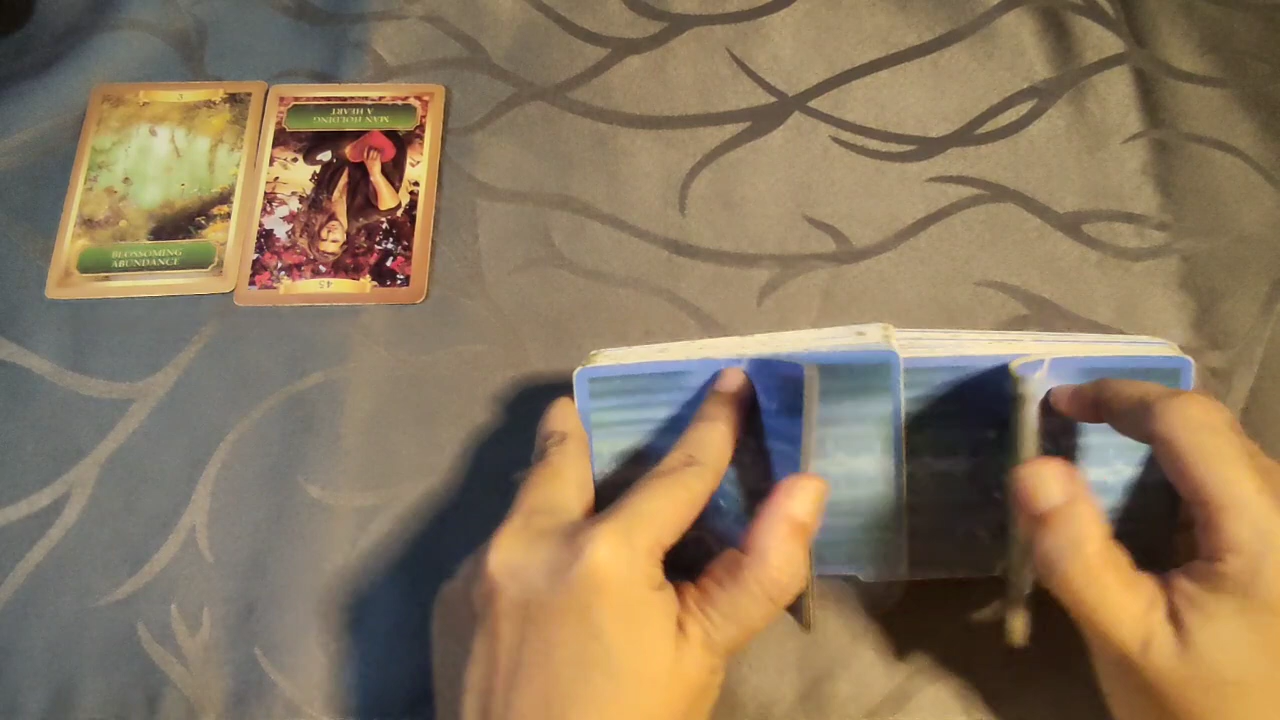 BLOSSOMING
ABUNDANCE
MAN HOLDING
A HEART
45